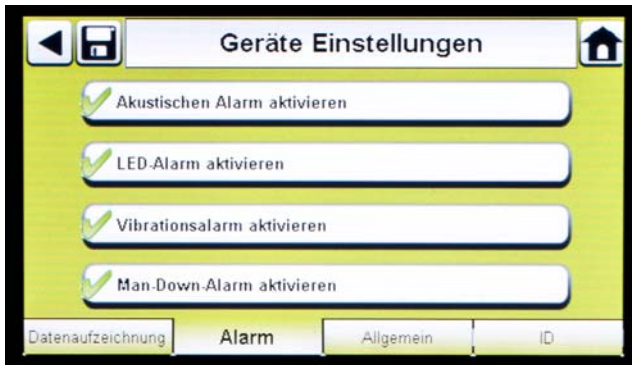 Geräte Einstellungen
Akustischen Alarm aktivieren
LED-Alarm aktivieren
Vibrationsalarm aktivieren
Man-Down-Alarm aktivieren
Datenaufzeichnung Alarm Allgemein ID